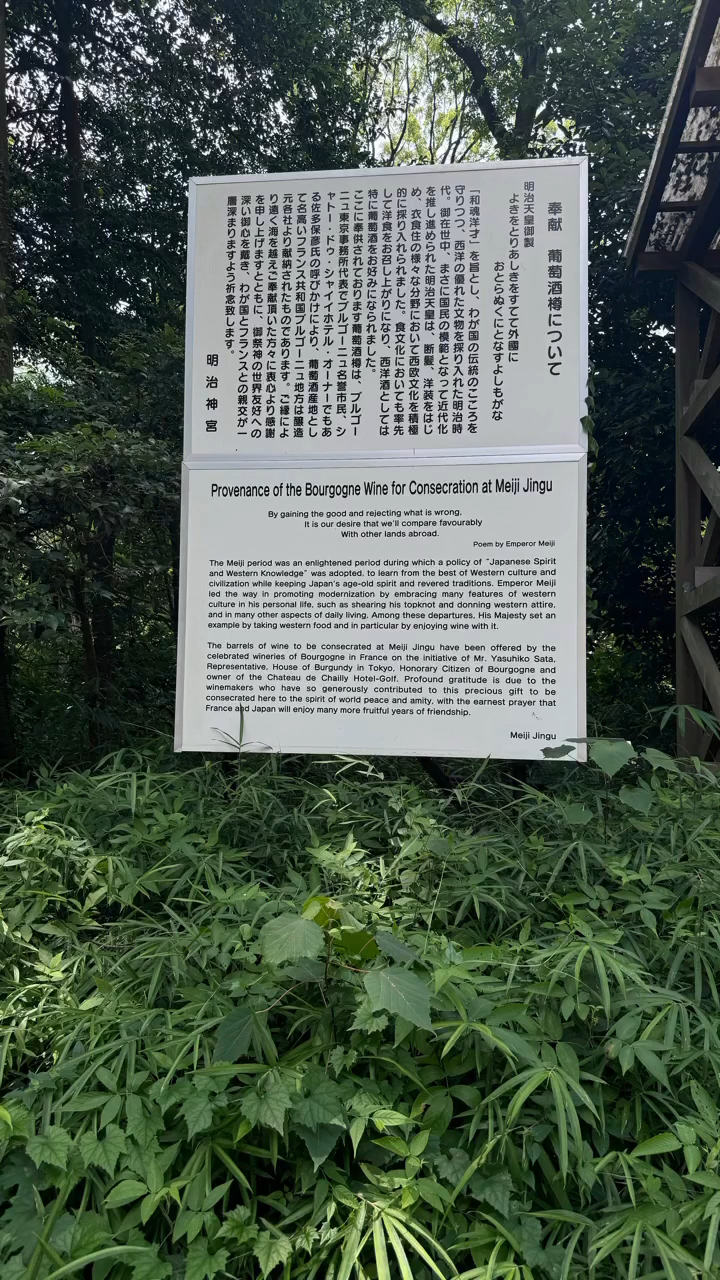 奉献　葡萄酒樽について
明治天皇御製
よきをとりあしきをすてて外國に
おとらぬくにとなすよしもがな
「和魂洋才」を旨とし、わが国の伝統のこころを
守りつつ、西洋の優れた文物を採り入れた明治時
代。御在世中、まさに国民の模範となって近代化
を推し進められた明治天皇は、断髪、洋装をはじ
め、衣食住の様々な分野において西欧文化を積極
的に採り入れられました。食文化においても率先
して洋食をお召し上がりになり、西洋酒としては
特に葡萄酒をお好みになられました。
ここに奉供されております葡萄酒樽は、ブルゴー
ニュ東京事務所代表でブルゴーニュ名誉市民、シ
ャトー・ドゥ・シャイイホテル・オーナーでもあ
る佐多保彦氏の呼びかけにより、葡萄酒産地とし
て名高いフランス共和国ブルゴーニュ地方は醸造
元各社より献納されたものであります。ご縁によ
り遠く海を越えご奉献頂いた方々に衷心より感謝
を申し上げますとともに、御祭神の世界友好への
深い御心を戴き、わが国とフランスとの親交が一
層深まりますよう祈念致します。
明治神宮
Provenance of the Bourgogne Wine for Consecration at Meiji Jingu
By gaining the good and rejecting what is wrong,
It is our desire that we'll compare favourably
With other lands abroad.
Poem by Emperor Meiji
The Meiji period was an enlightened period during which a policy of "Japanese Spirit
and Western Knowledge" was adopted, to learn from the best of Western culture and
civilization while keeping Japan's age-old spirit and revered traditions. Emperor Meiji
led the way in promoting modernization by embracing many features of western
culture in his personal life, such as shearing his topknot and donning western attire,
and in many other aspects of daily living. Among these departures, His Majesty set an
example by taking western food and in particular by enjoying wine with it.
The barrels of wine to be consecrated at Meiji Jingu have been offered by the
celebrated wineries of Bourgogne in France on the initiative of Mr. Yasuhiko Sata,
Representative, House of Burgundy in Tokyo, Honorary Citizen of Bourgogne and
owner of the Chateau de Chailly Hotel-Golf. Profound gratitude is due to the
winemakers who have so generously contributed to this precious gift to be
consecrated here to the spirit of world peace and amity, with the earnest prayer that
France and Japan will enjoy many more fruitful years of friendship.
Meiji Jingu